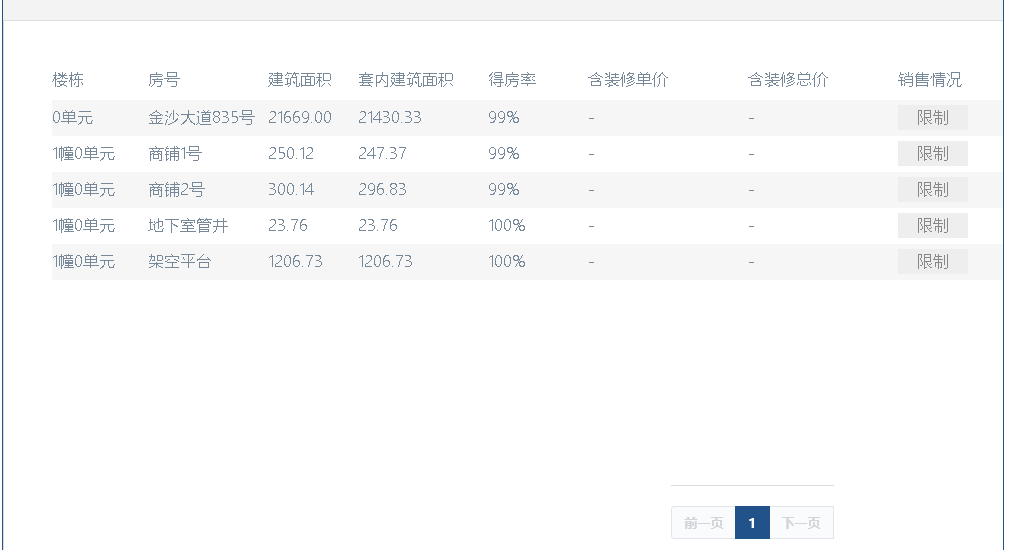 楼栋 房号 建筑面积 套内建筑面积 得房率 含装修单价 含装修总价 销售情况
0单元 金沙大道835号 21669.00 21430.33 99% - - 限制
1幢0单元 商铺1号 250.12 247.37 99% - - 限制
1幢0单元 商铺2号 300.14 296.83 99% - - 限制
1幢0单元 地下室管井 23.76 23.76 100% - - 限制
1幢0单元 架空平台 1206.73 1206.73 100% - - 限制
前一页 1 下一页